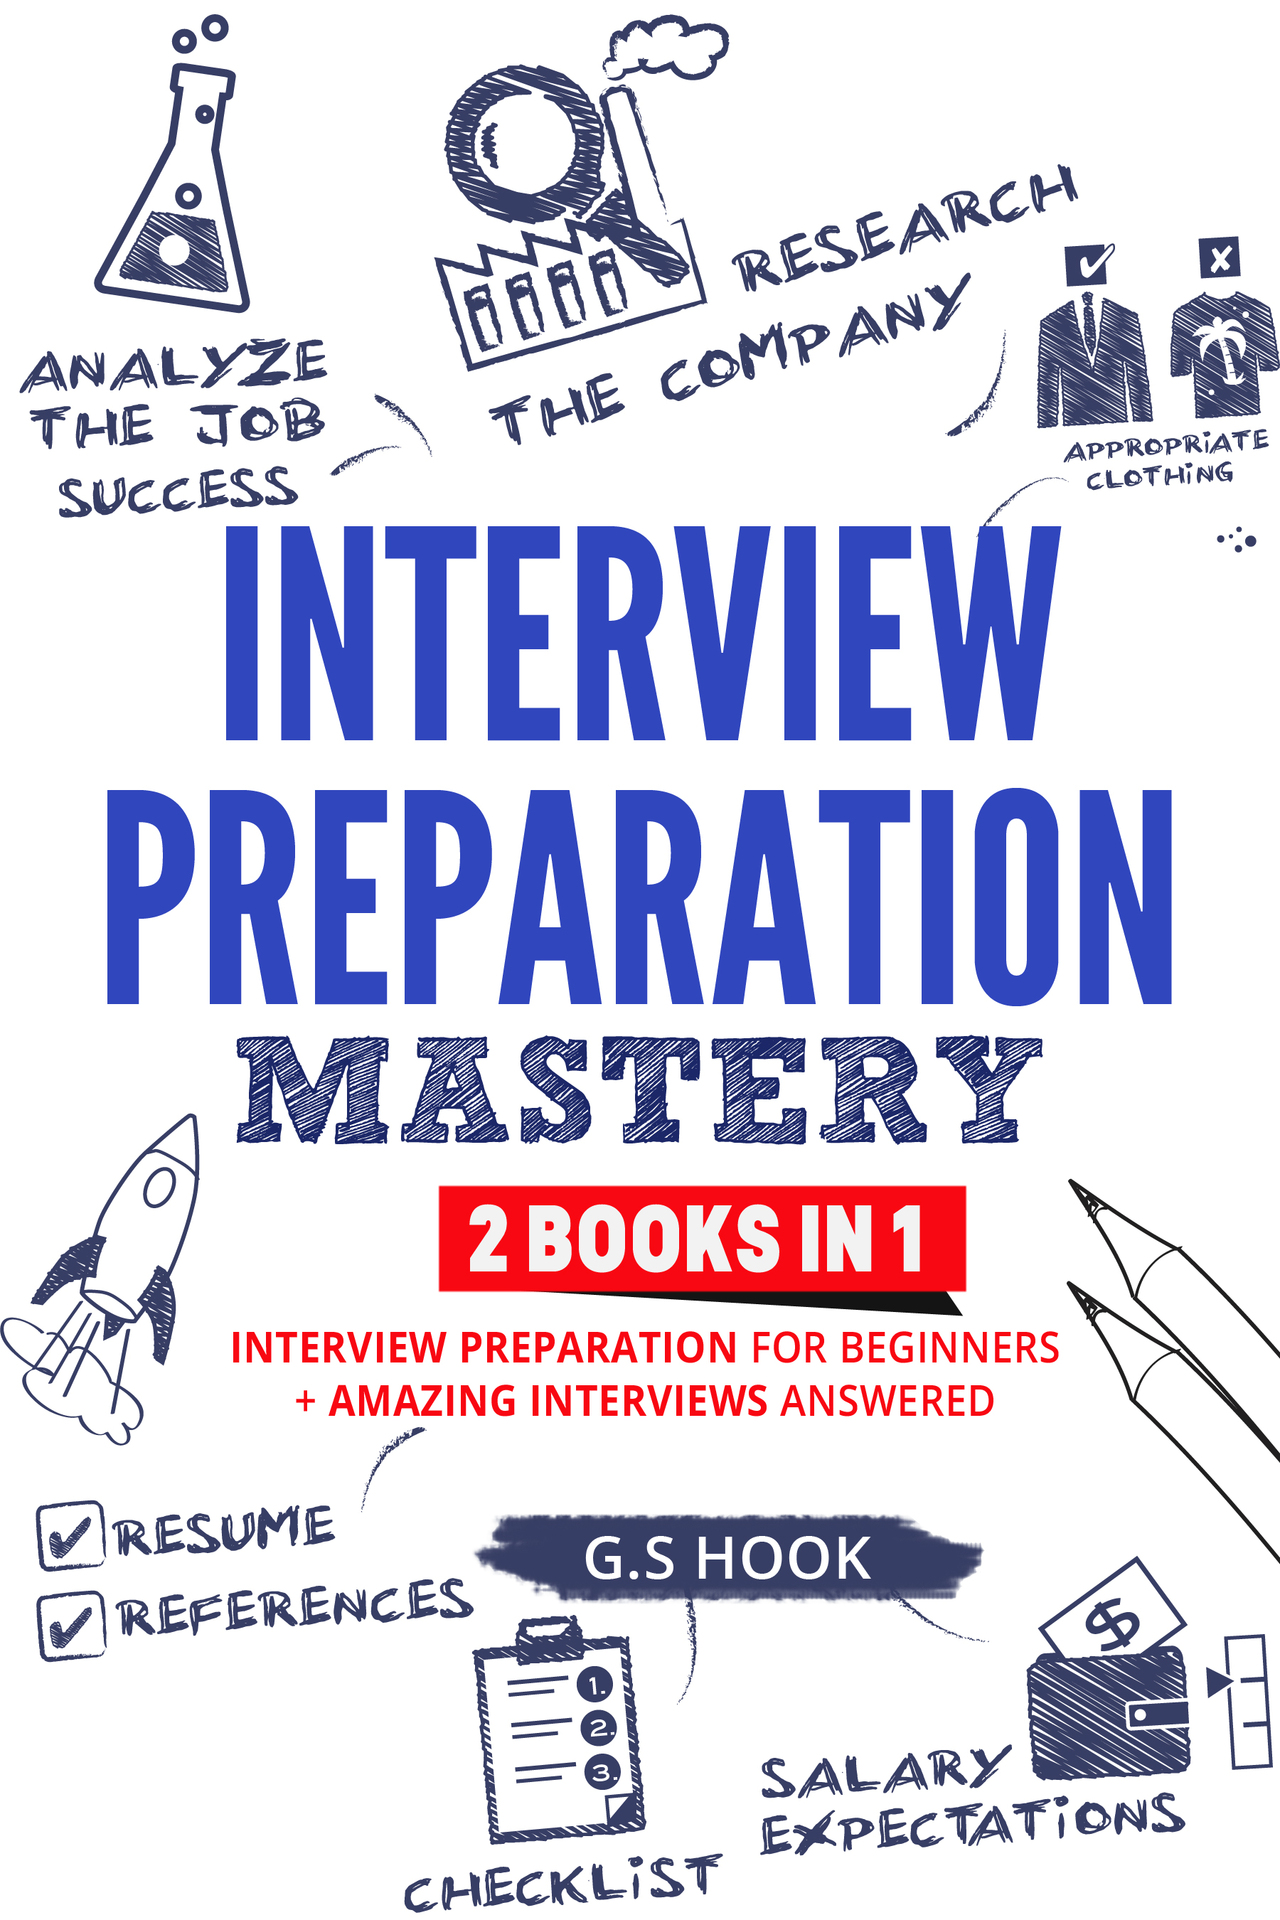 ANALYZE
THE JOB
SUCCESS
RESEARCH
THE COMPANY
APPROPRiATE
CLOTHiNG
INTERVIEW
PREPARATION
MASTERY
2 BOOKS IN 1
INTERVIEW PREPARATION FOR BEGINNERS
+ AMAZING INTERVIEWS ANSWERED
RESUME
REFERENCES
G.S HOOK
1.
2.
3.
CHECKLiST
$
SALARY
EXPECTATiONS